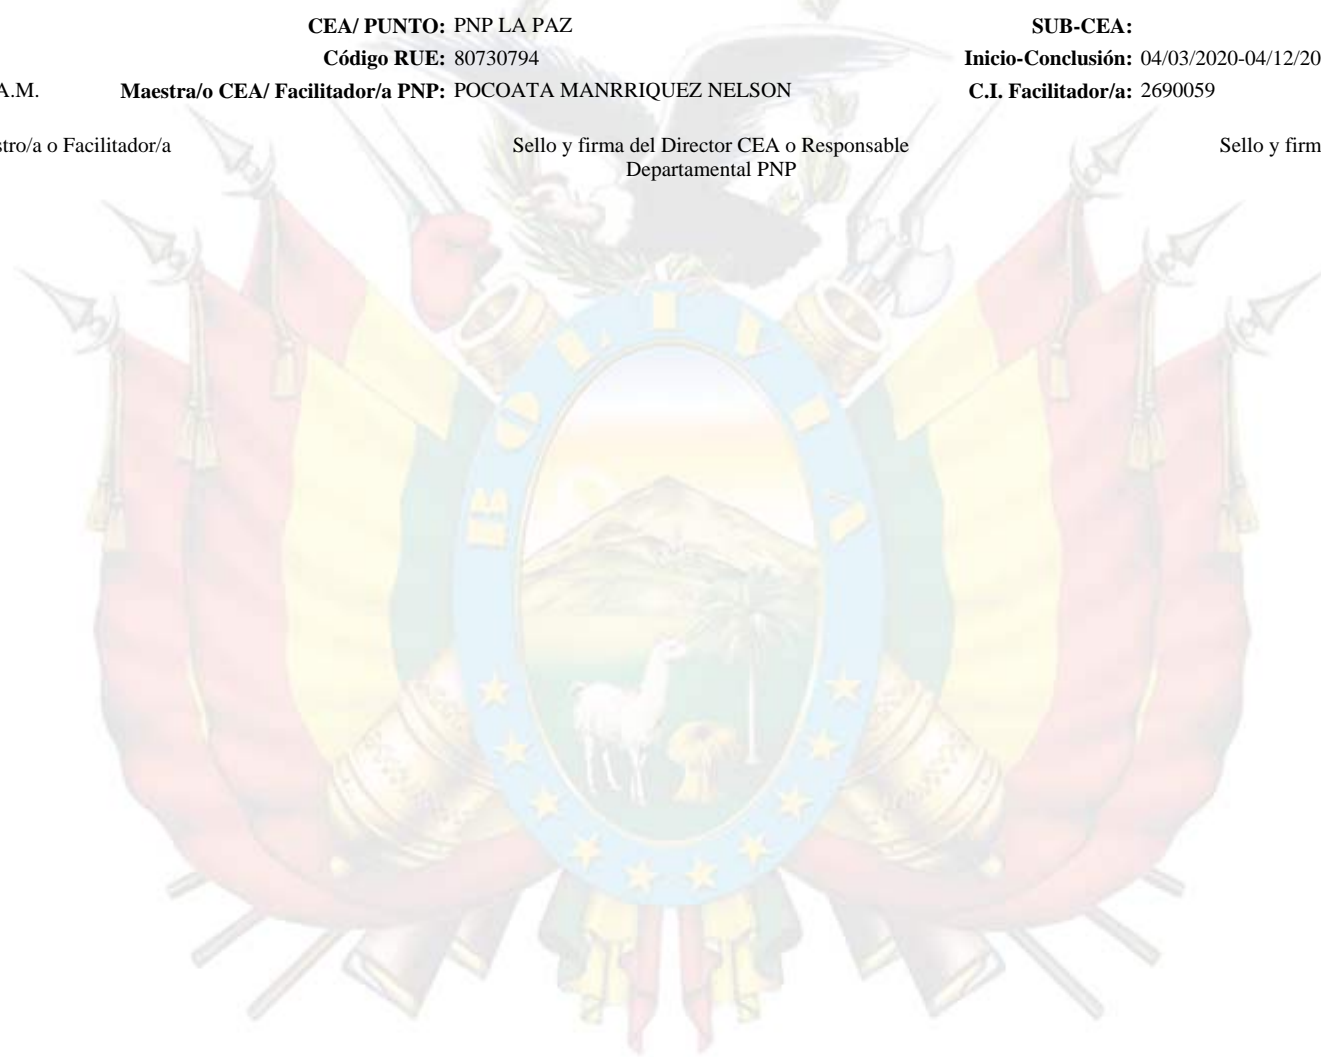 CEA/ PUNTO: PNP LA PAZ SUB-CEA:
Código RUE: 80730794 Inicio-Conclusión: 04/03/2020-04/12/20
A.M. Maestra/o CEA/ Facilitador/a PNP: POCOATA MANRRIQUEZ NELSON C.I. Facilitador/a: 2690059
stro/a o Facilitador/a Sello y firma del Director CEA o Responsable Sello y firm
Departamental PNP
BOLIVIA